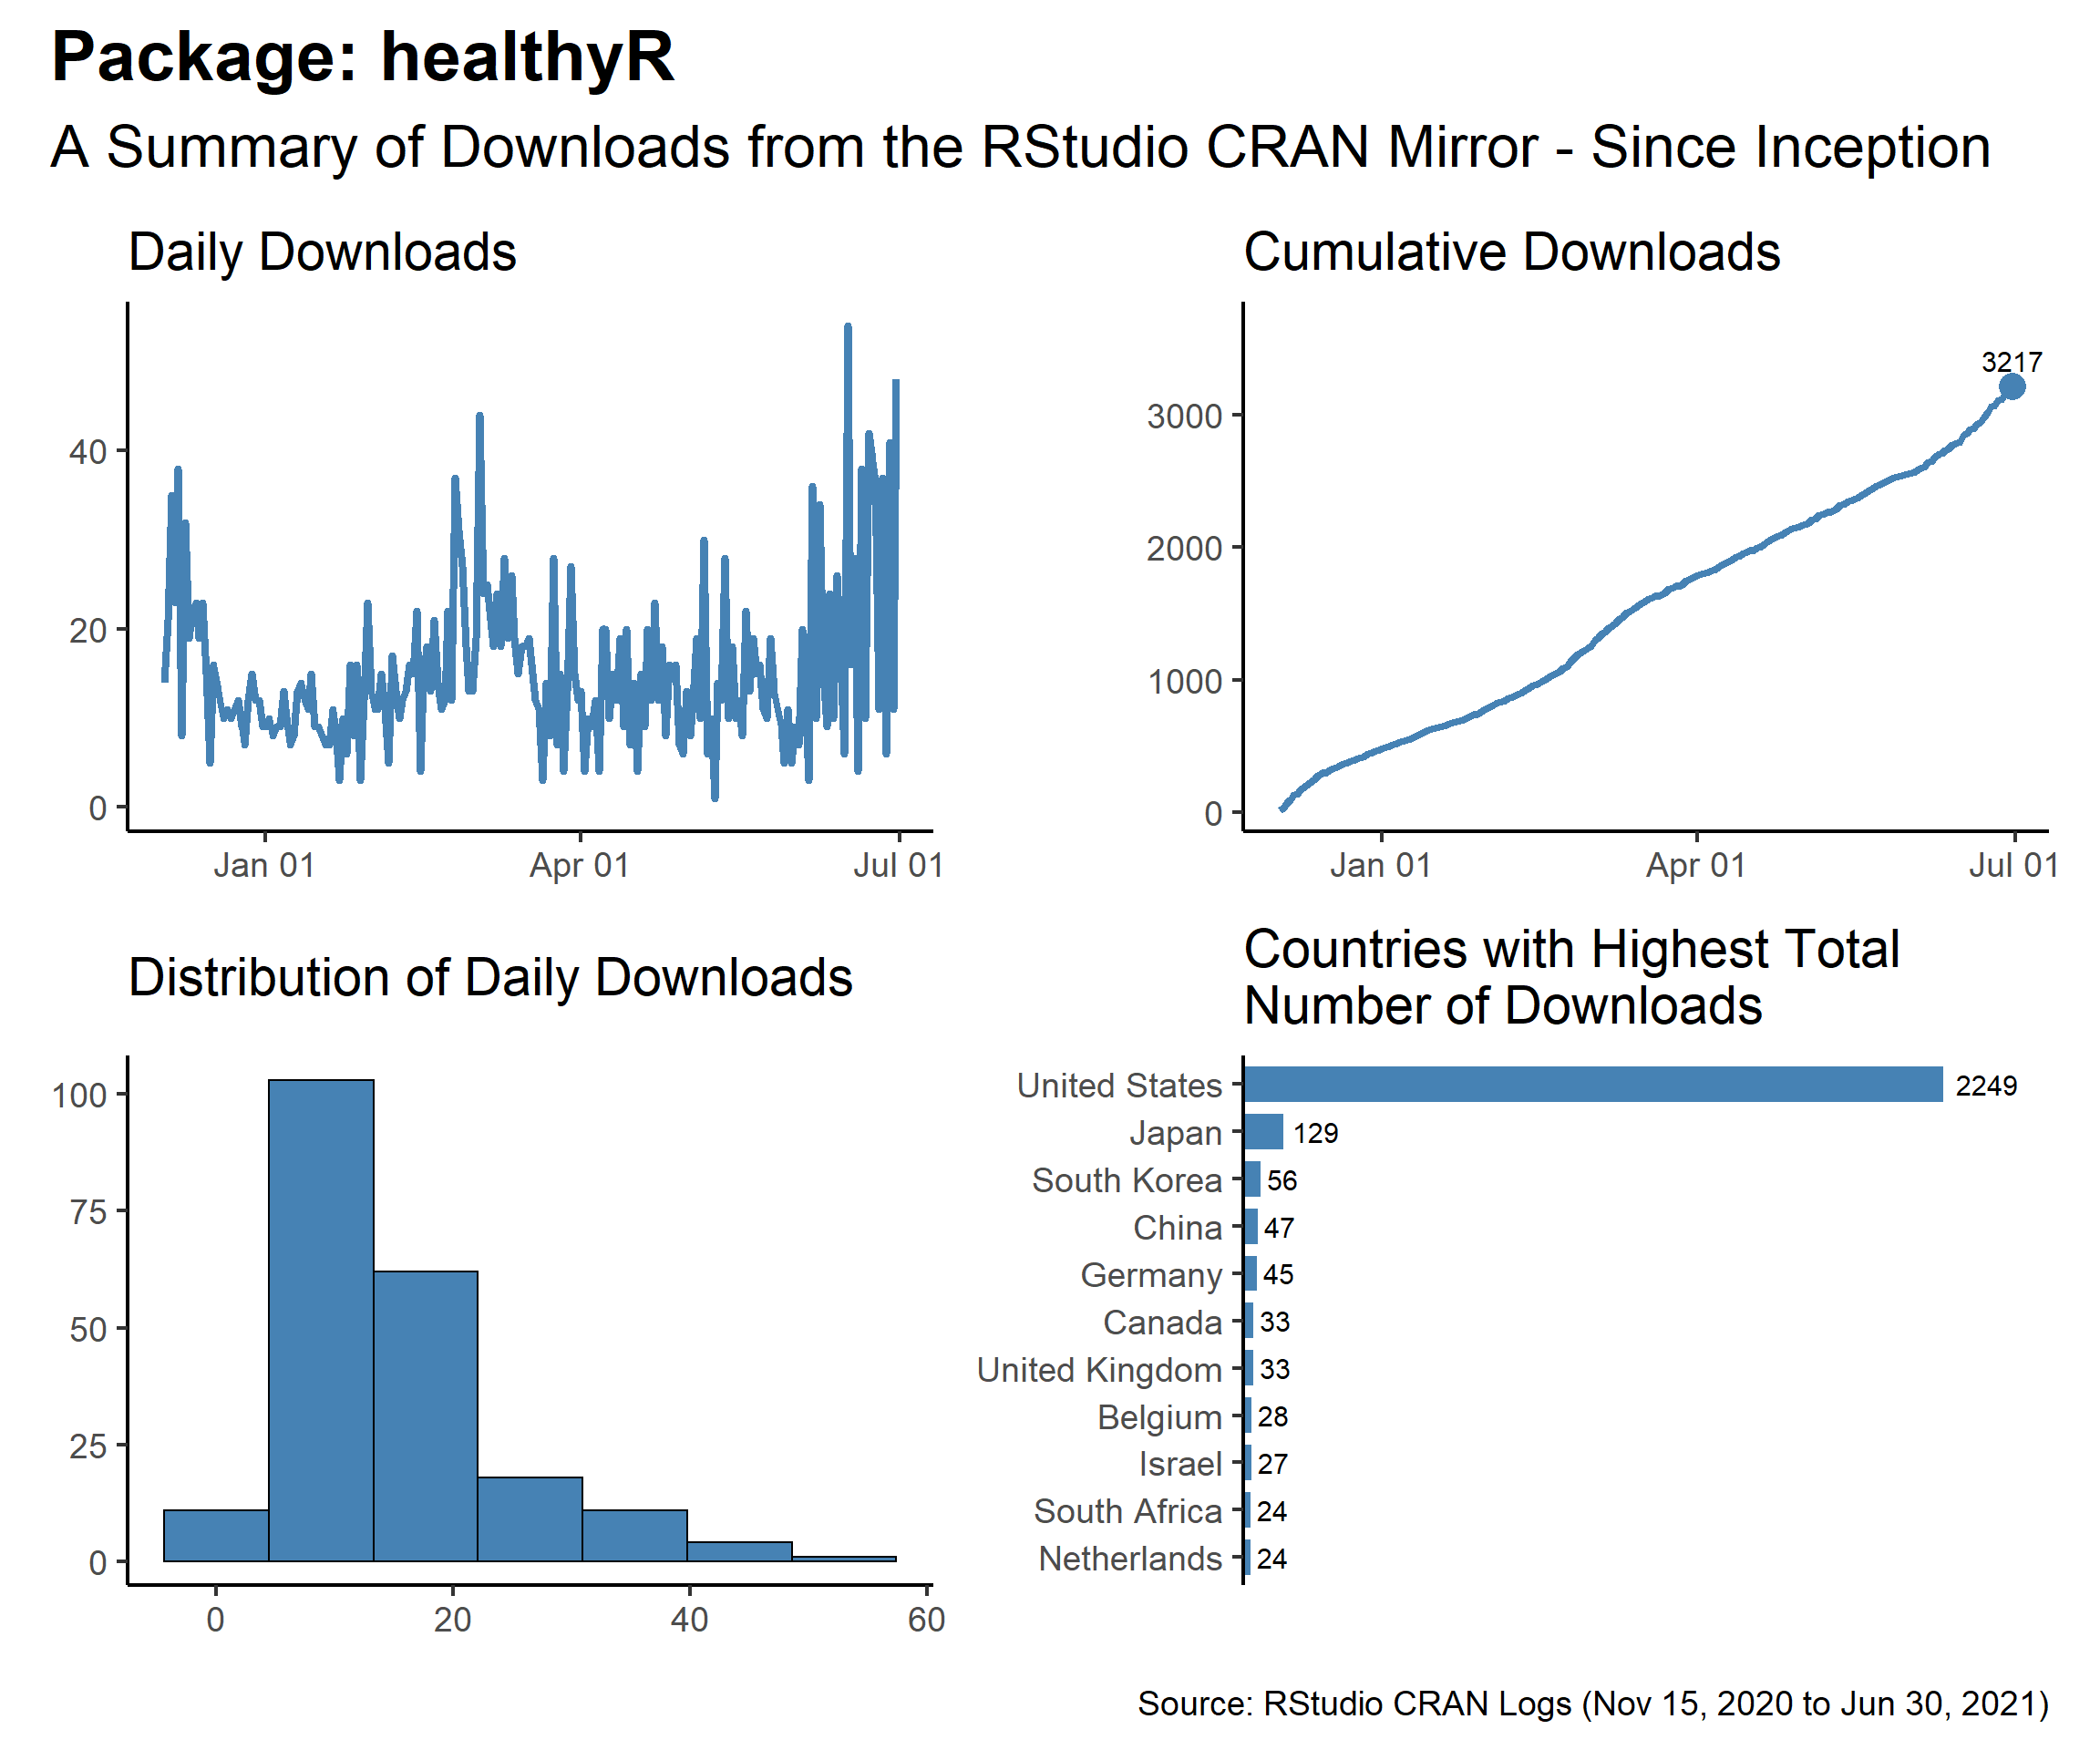 Package: healthyR
A Summary of Downloads from the RStudio CRAN Mirror - Since Inception
Daily Downloads
40
20
0
Jan 01
Apr 01
Jul 01
Cumulative Downloads
3217
3000
2000
1000
0
Jan 01
Apr 01
Jul 01
Distribution of Daily Downloads
100
75
50
25
0
0
20
40
60
Countries with Highest Total
Number of Downloads
United States 2249
Japan 129
South Korea 56
China 47
Germany 45
Canada 33
United Kingdom 33
Belgium 28
Israel 27
South Africa 24
Netherlands 24
Source: RStudio CRAN Logs (Nov 15, 2020 to Jun 30, 2021)